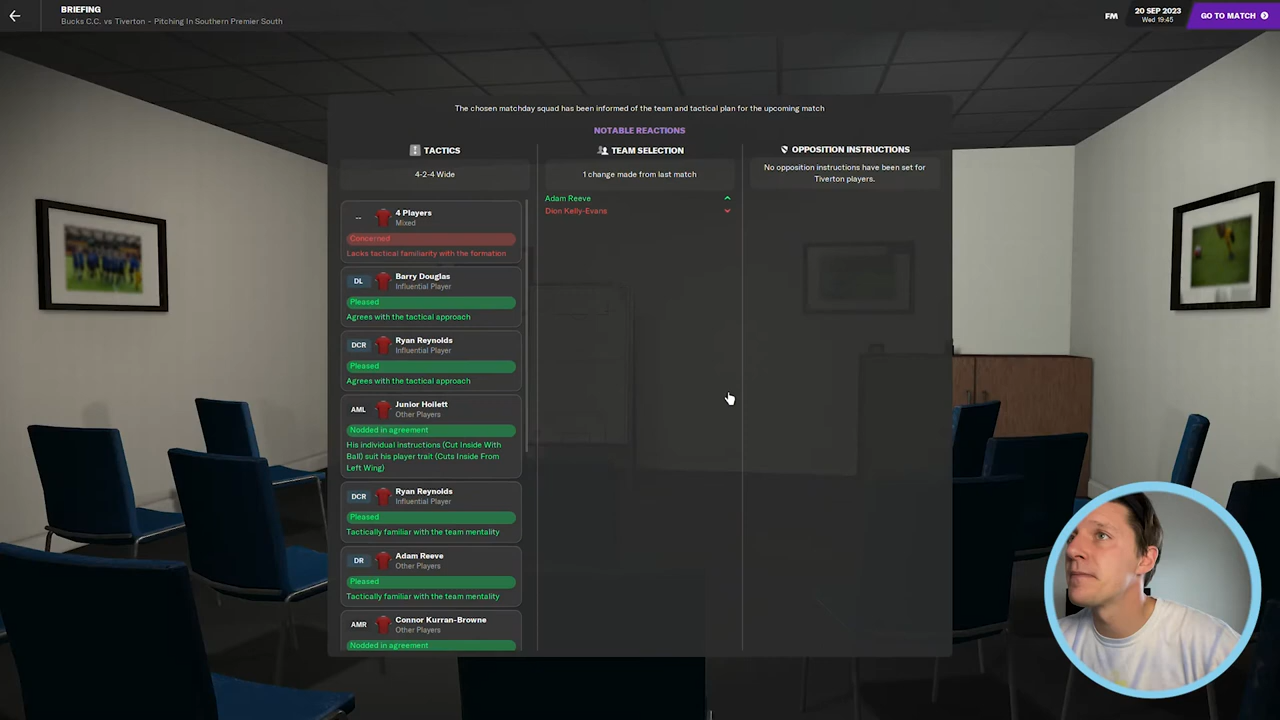 BRIEFING
Bucks C.C. vs Tiverton - Pitching In Southern Premier South
FM
20 SEP 2023
Wed 19:45
GO TO MATCH
The chosen matchday squad has been informed of the team and tactical plan for the upcoming match
NOTABLE REACTIONS
TACTICS
4-2-4 Wide
-- 4 Players
Mixed
Concerned
Lacks tactical familiarity with the formation
DL Barry Douglas
Influential Player
Pleased
Agrees with the tactical approach
DCR Ryan Reynolds
Influential Player
Pleased
Agrees with the tactical approach
AML Junior Hoilett
Other Players
Nodded in agreement
His individual instructions (Cut Inside With
Ball) suit his player trait (Cuts Inside From
Left Wing)
DCR Ryan Reynolds
Influential Player
Pleased
Tactically familiar with the team mentality
DR Adam Reeve
Other Players
Pleased
Tactically familiar with the team mentality
AMR Connor Kurran-Browne
Other Players
Nodded in agreement
TEAM SELECTION
1 change made from last match
Adam Reeve
Dion Kelly-Evans
OPPOSITION INSTRUCTIONS
No opposition instructions have been set for
Tiverton players.